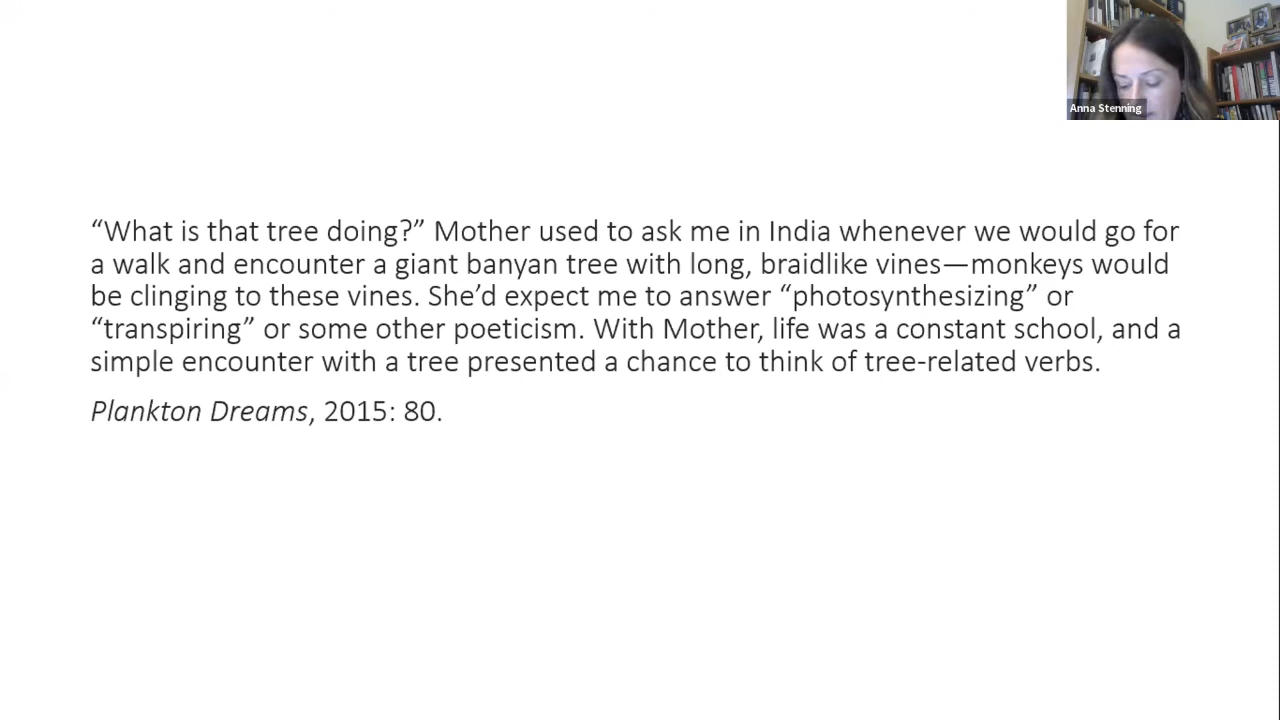 Anna Stenning
“What is that tree doing?” Mother used to ask me in India whenever we would go for
a walk and encounter a giant banyan tree with long, braidlike vines—monkeys would
be clinging to these vines. She’d expect me to answer “photosynthesizing” or
“transpiring” or some other poeticism. With Mother, life was a constant school, and a
simple encounter with a tree presented a chance to think of tree-related verbs.
Plankton Dreams, 2015: 80.